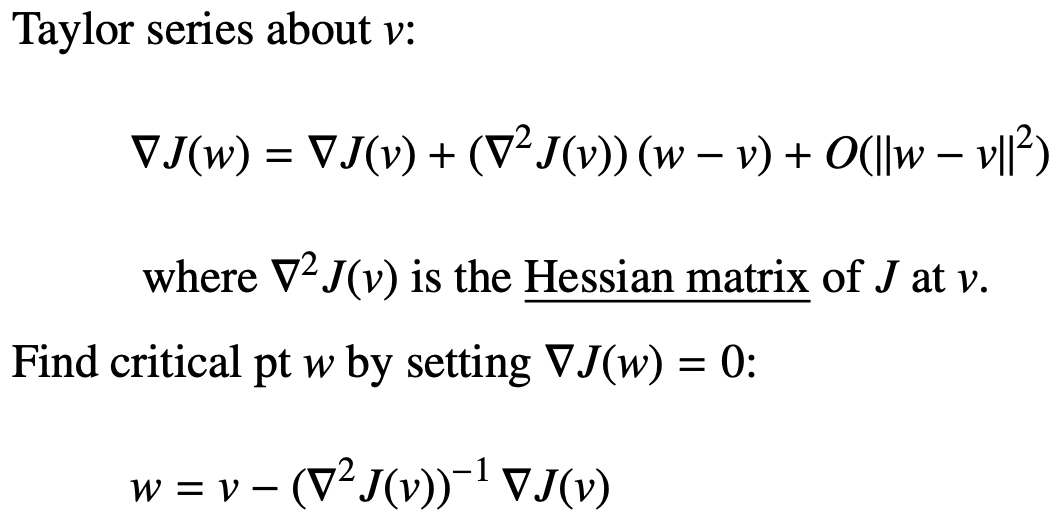 Taylor series about v:
∇J(w) = ∇J(v) + (∇²J(v)) (w − v) + O(‖w − v‖²)
where ∇²J(v) is the Hessian matrix of J at v.
Find critical pt w by setting ∇J(w) = 0:
w = v − (∇²J(v))⁻¹ ∇J(v)